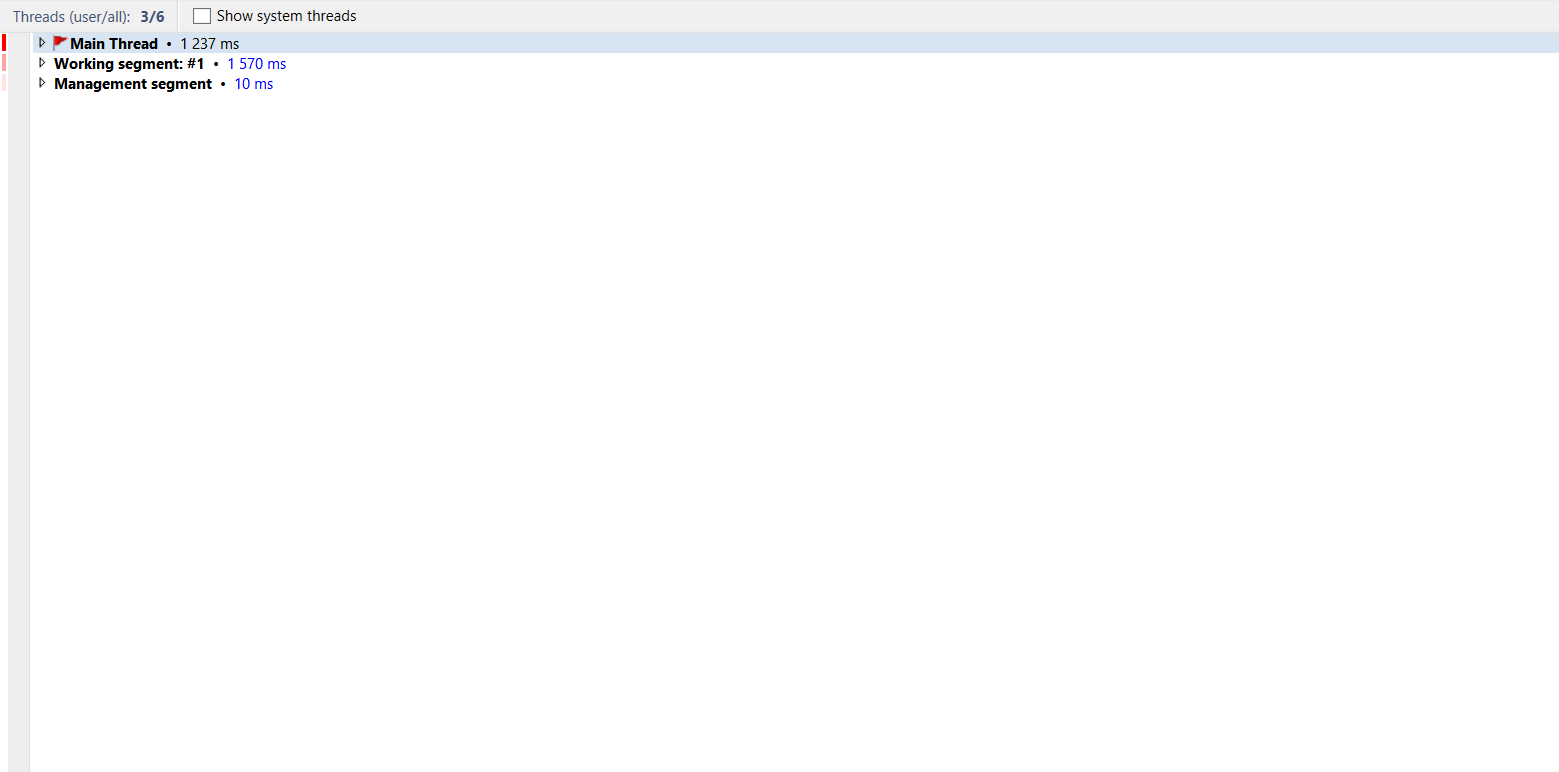 Threads (user/all): 3/6 Show system threads
Main Thread • 1 237 ms
Working segment: #1 • 1 570 ms
Management segment • 10 ms